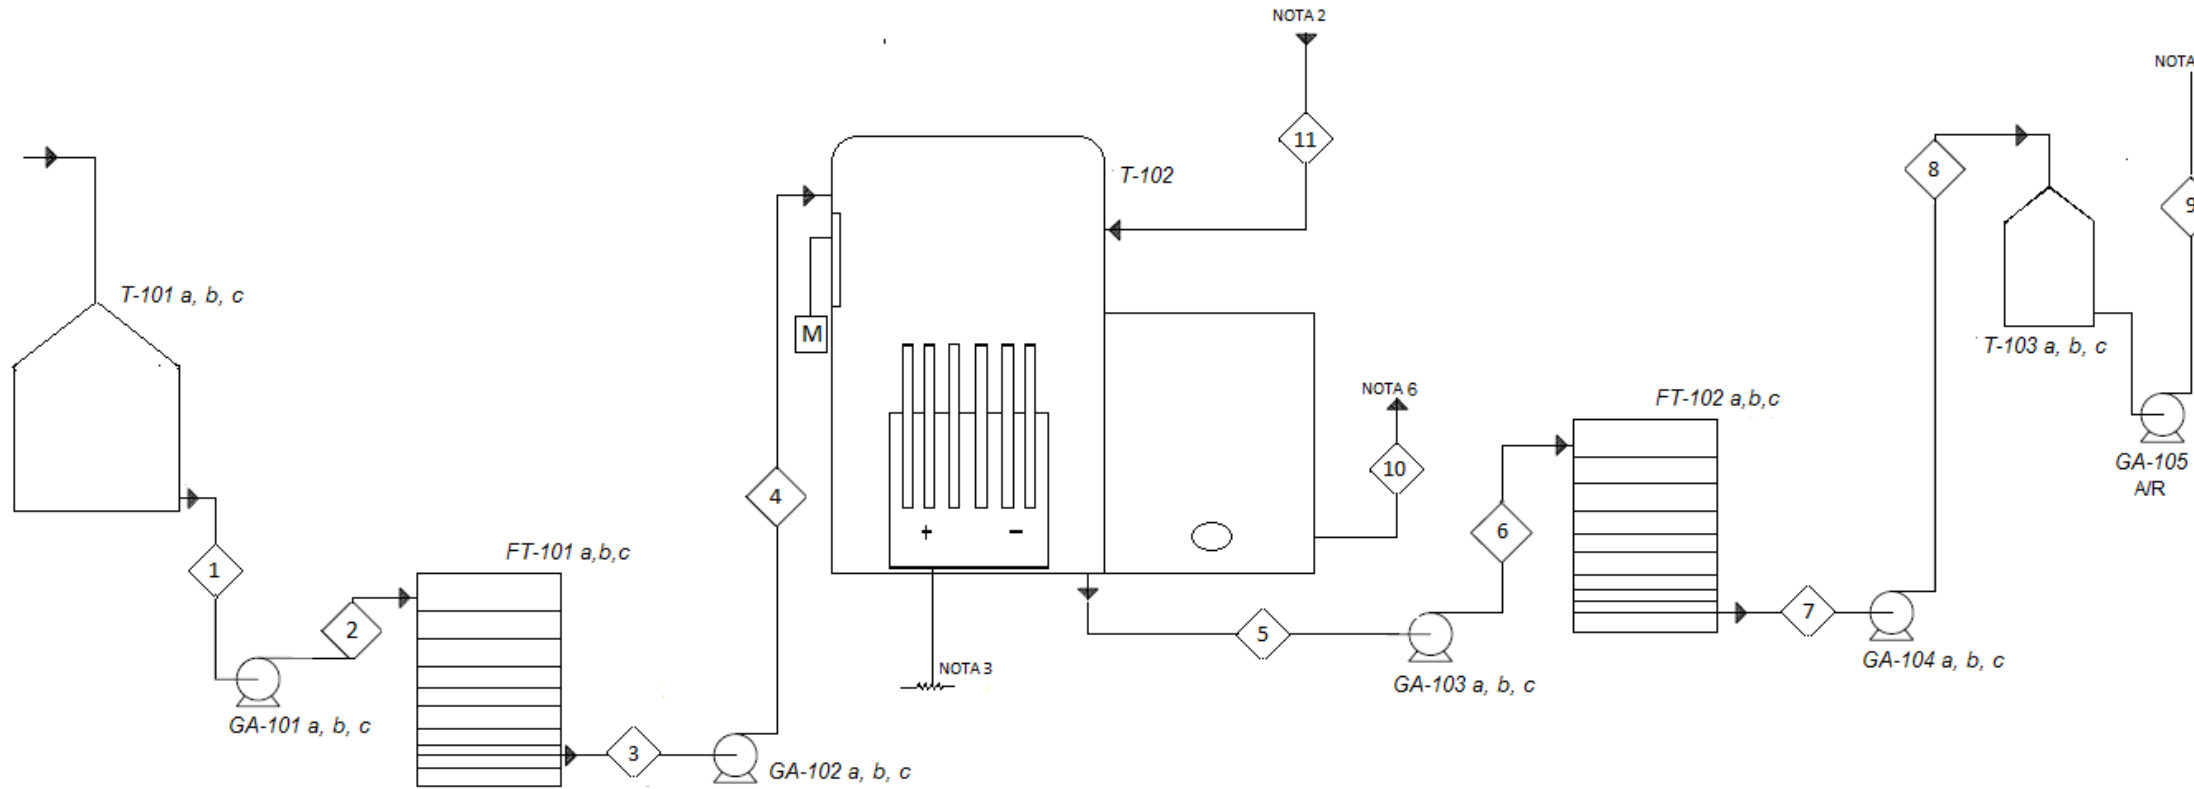 NOTA 2
NOTA
11
8
T-102
9
T-101 a, b, c
M
T-103 a, b, c
NOTA 6
FT-102 a,b,c
10
GA-105
A/R
4
+ −
6
FT-101 a,b,c
1
7
2
5
GA-104 a, b, c
NOTA 3
GA-103 a, b, c
GA-101 a, b, c
3
GA-102 a, b, c